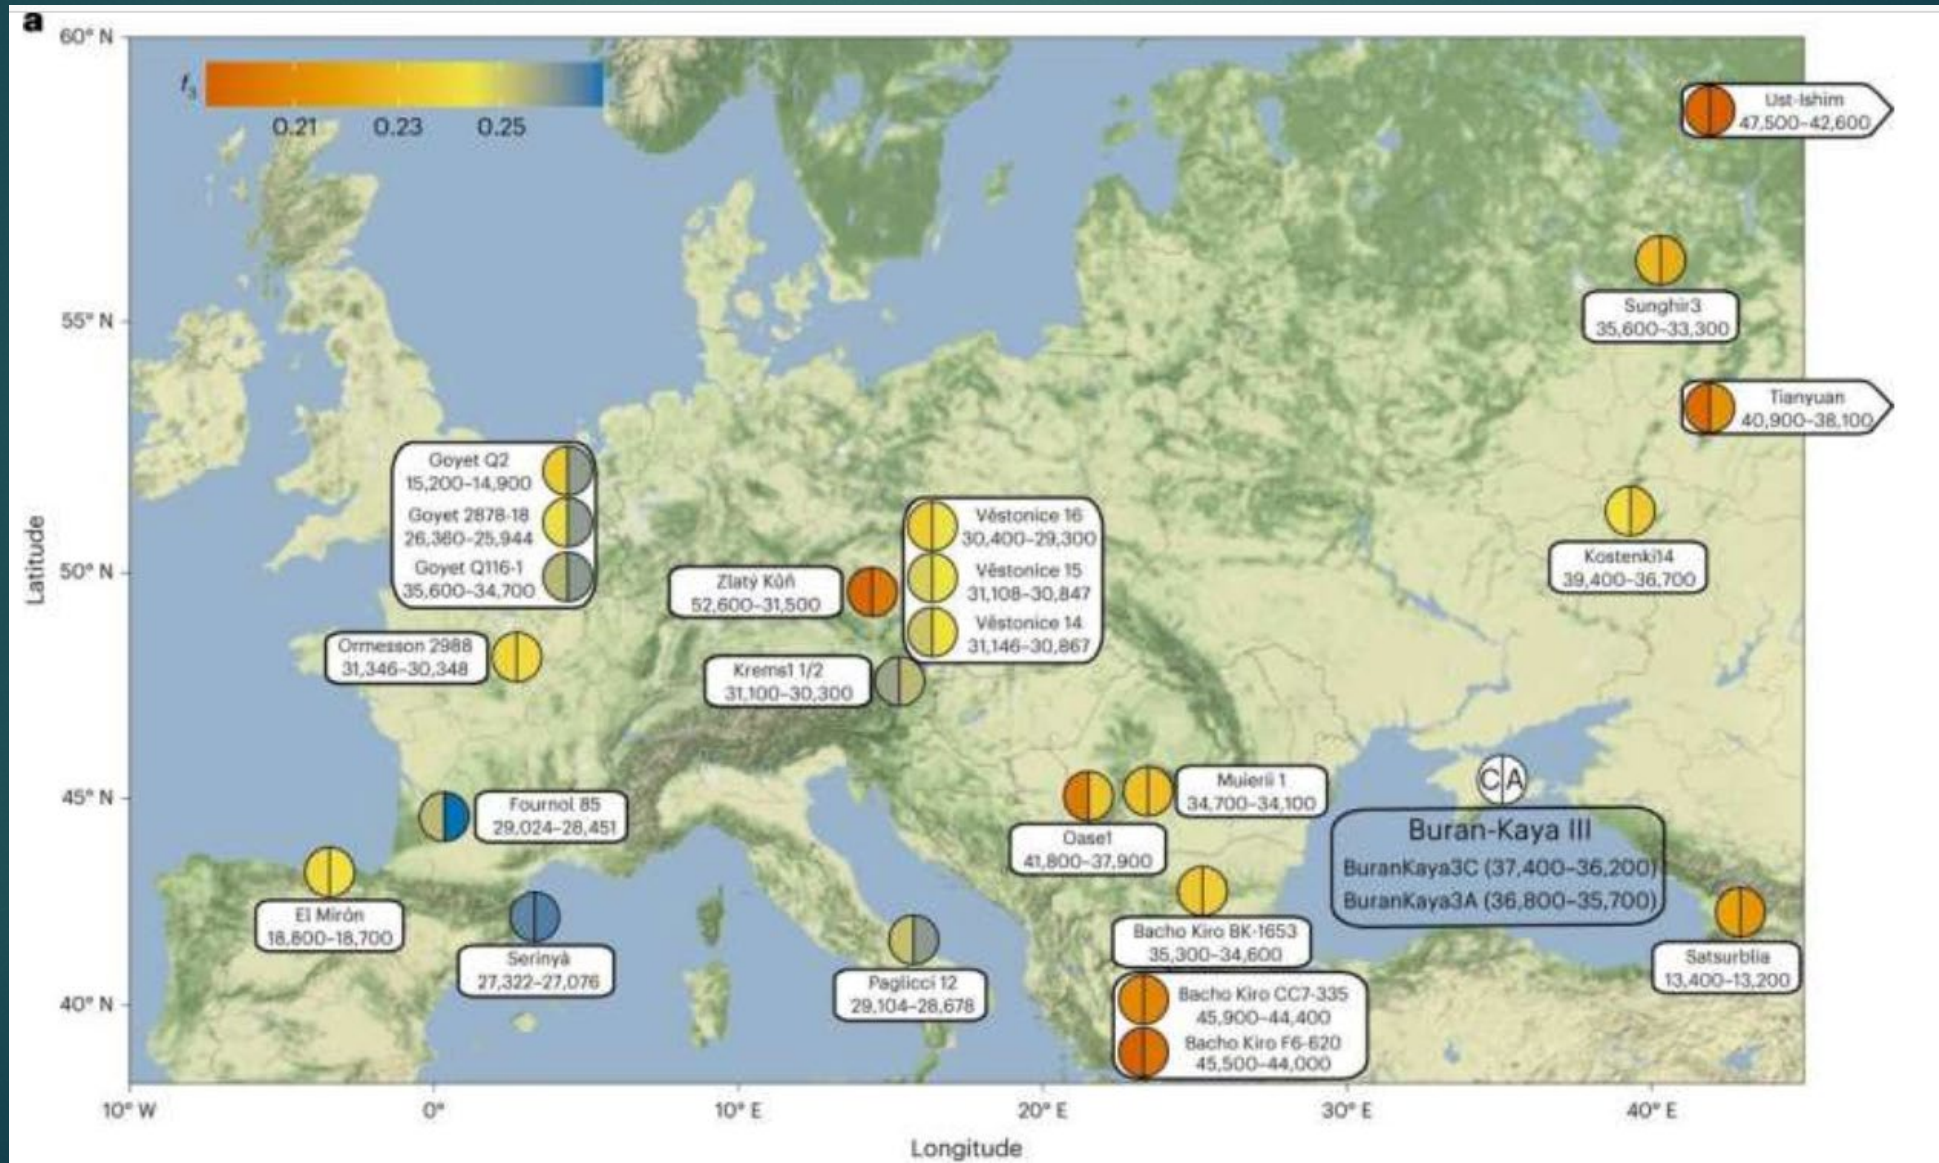 a
60° N
f3
0.21 0.23 0.25
Ust-Ishim
47,500–42,600
Sunghir3
35,600–33,300
55° N
Tianyuan
40,900–38,100
Goyet Q2
15,200–14,900
Goyet 2878-18
26,360–25,944
Goyet Q116-1
35,600–34,700
Věstonice 16
30,400–29,300
Věstonice 15
31,108–30,847
Věstonice 14
31,146–30,867
Kostenki14
39,400–36,700
50° N
Zlatý Kůň
52,600–31,500
Latitude
Ormesson 2988
31,346–30,348
Krems1 1/2
31,100–30,300
45° N
Fournol 85
29,024–28,451
Muierii 1
34,700–34,100
Oase1
41,800–37,900
C A
Buran-Kaya III
BuranKaya3C (37,400–36,200)
BuranKaya3A (36,800–35,700)
El Mirón
18,800–18,700
Serinyà
27,322–27,076
Paglicci 12
29,104–28,678
Bacho Kiro BK-1653
35,300–34,600
Satsurblia
13,400–13,200
40° N
Bacho Kiro CC7-335
45,900–44,400
Bacho Kiro F6-620
45,500–44,000
10° W 0° 10° E 20° E 30° E 40° E
Longitude